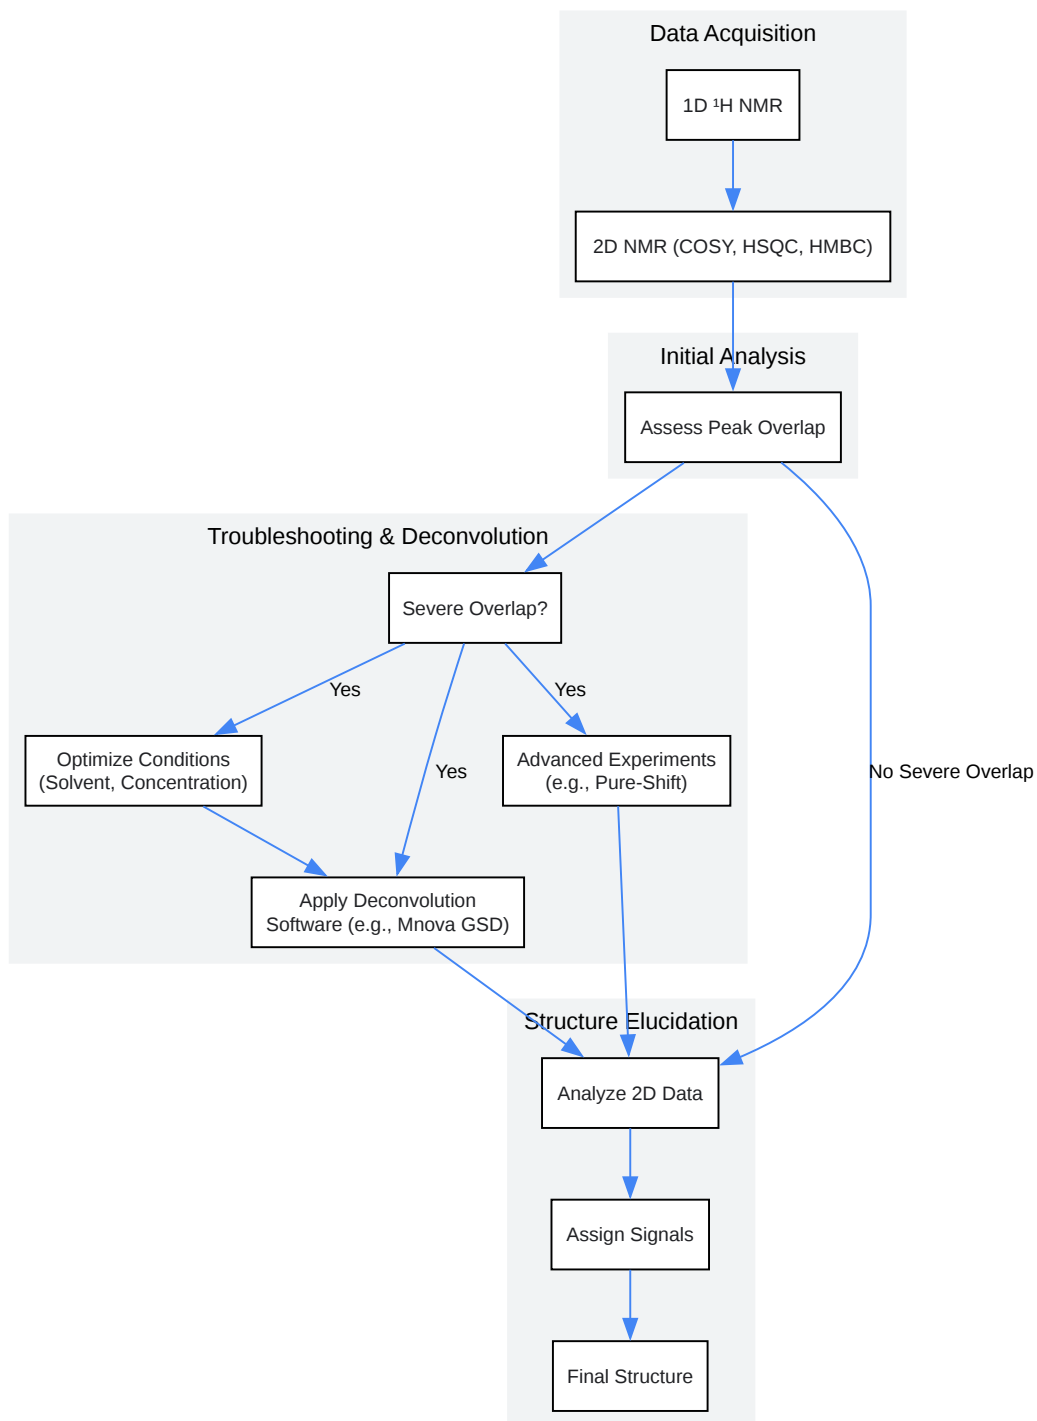 Data Acquisition
1D ¹H NMR
2D NMR (COSY, HSQC, HMBC)
Initial Analysis
Assess Peak Overlap
Troubleshooting & Deconvolution
Severe Overlap?
Yes
Yes
Optimize Conditions
(Solvent, Concentration)
Yes
Advanced Experiments
(e.g., Pure-Shift)
No Severe Overlap
Apply Deconvolution
Software (e.g., Mnova GSD)
Structure Elucidation
Analyze 2D Data
Assign Signals
Final Structure